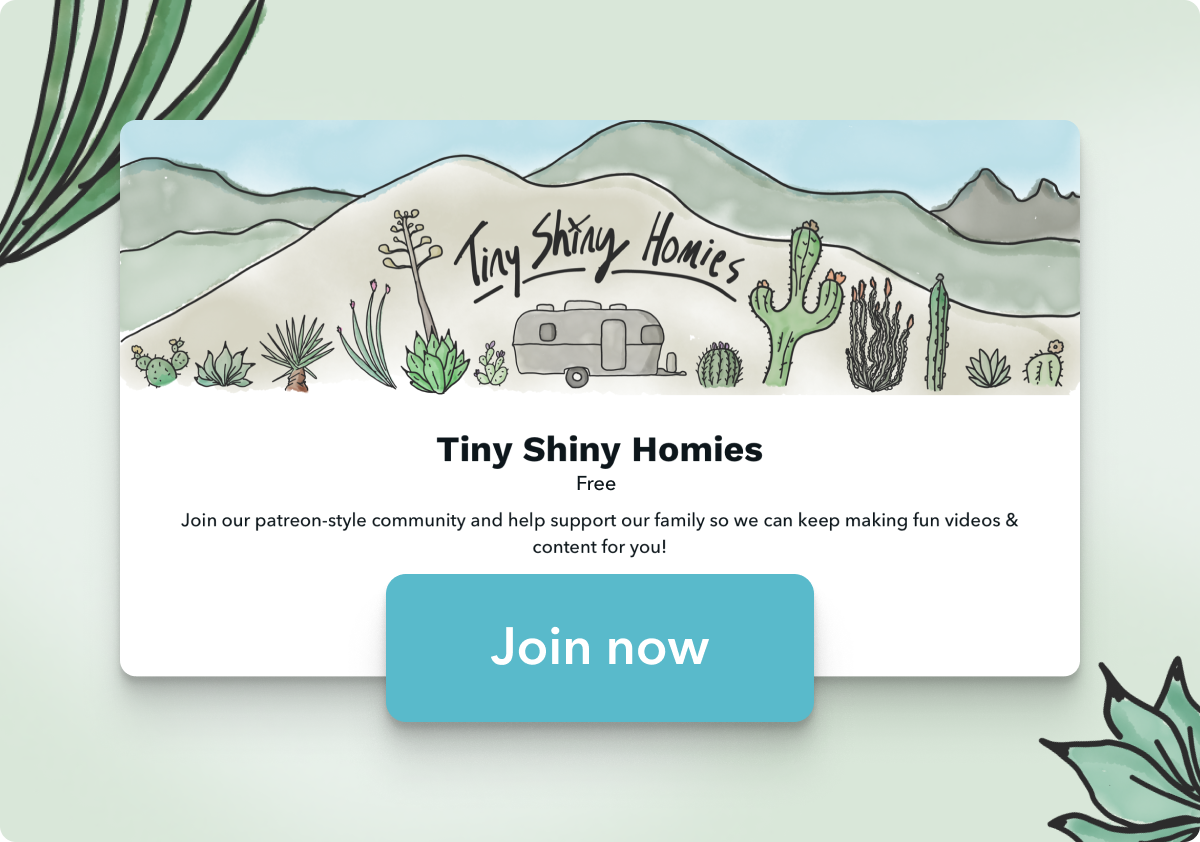 Tiny Shiny Homies
Tiny Shiny Homies
Free
Join our patreon-style community and help support our family so we can keep making fun videos &
content for you!
Join now